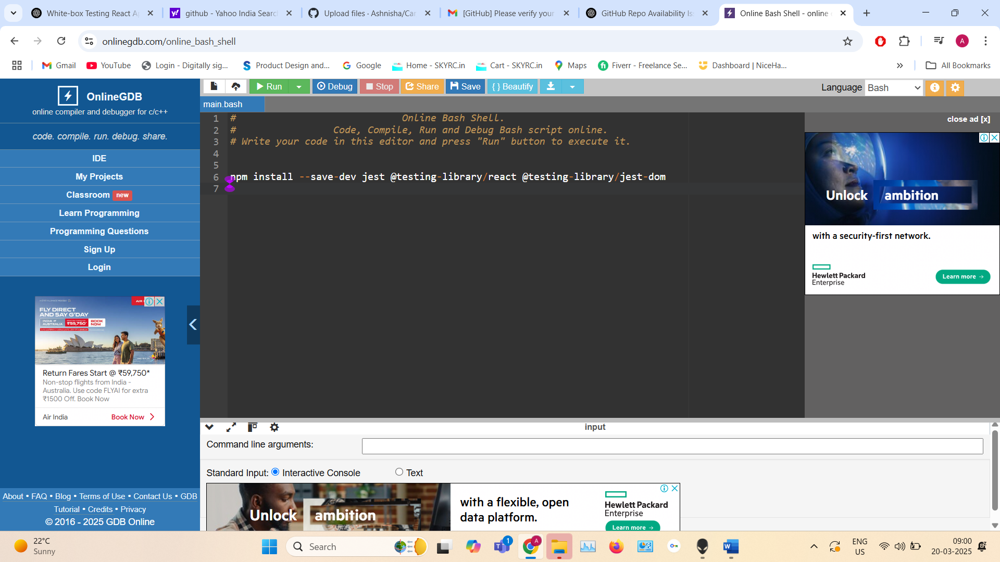 White-box Testing React A
github - Yahoo India Searc
Upload files · Ashnisha/Car
[GitHub] Please verify your
GitHub Repo Availability Is
Online Bash Shell - online
onlinegdb.com/online_bash_shell
A
Gmail
YouTube
Login - Digitally sig...
Product Design and...
Google
Home - SKYRC.in
Cart - SKYRC.in
Maps
Fiverr - Freelance Se...
Dashboard | NiceHa...
All Bookmarks
OnlineGDB
online compiler and debugger for c/c++
code. compile. run. debug. share.
IDE
My Projects
Classroom new
Learn Programming
Programming Questions
Sign Up
Login
FLY DIRECT
AND SAY G'DAY
INDIA
AUSTRALIA
₹59,750*
BOOK
NOW
Return Fares Start @ ₹59,750*
Non-stop flights from India -
Australia. Use code FLYAI for extra
₹1500 Off. Book Now
Air India
Book Now
About • FAQ • Blog • Terms of Use • Contact Us • GDB
Tutorial • Credits • Privacy
© 2016 - 2025 GDB Online
Run
Debug
Stop
Share
Save
{ } Beautify
Language Bash
main.bash
1 # Online Bash Shell.
2 # Code, Compile, Run and Debug Bash script online.
3 # Write your code in this editor and press "Run" button to execute it.
4
5
6 npm install --save-dev jest @testing-library/react @testing-library/jest-dom
7
close ad [x]
Unlock ambition
with a security-first network.
Hewlett Packard
Enterprise
Learn more →
input
Command line arguments:
Standard Input: Interactive Console Text
Unlock ambition
with a flexible, open
data platform.
Hewlett Packard
Enterprise
Learn more →
22°C
Sunny
Search
1
A
ENG
US
09:00
20-03-2025